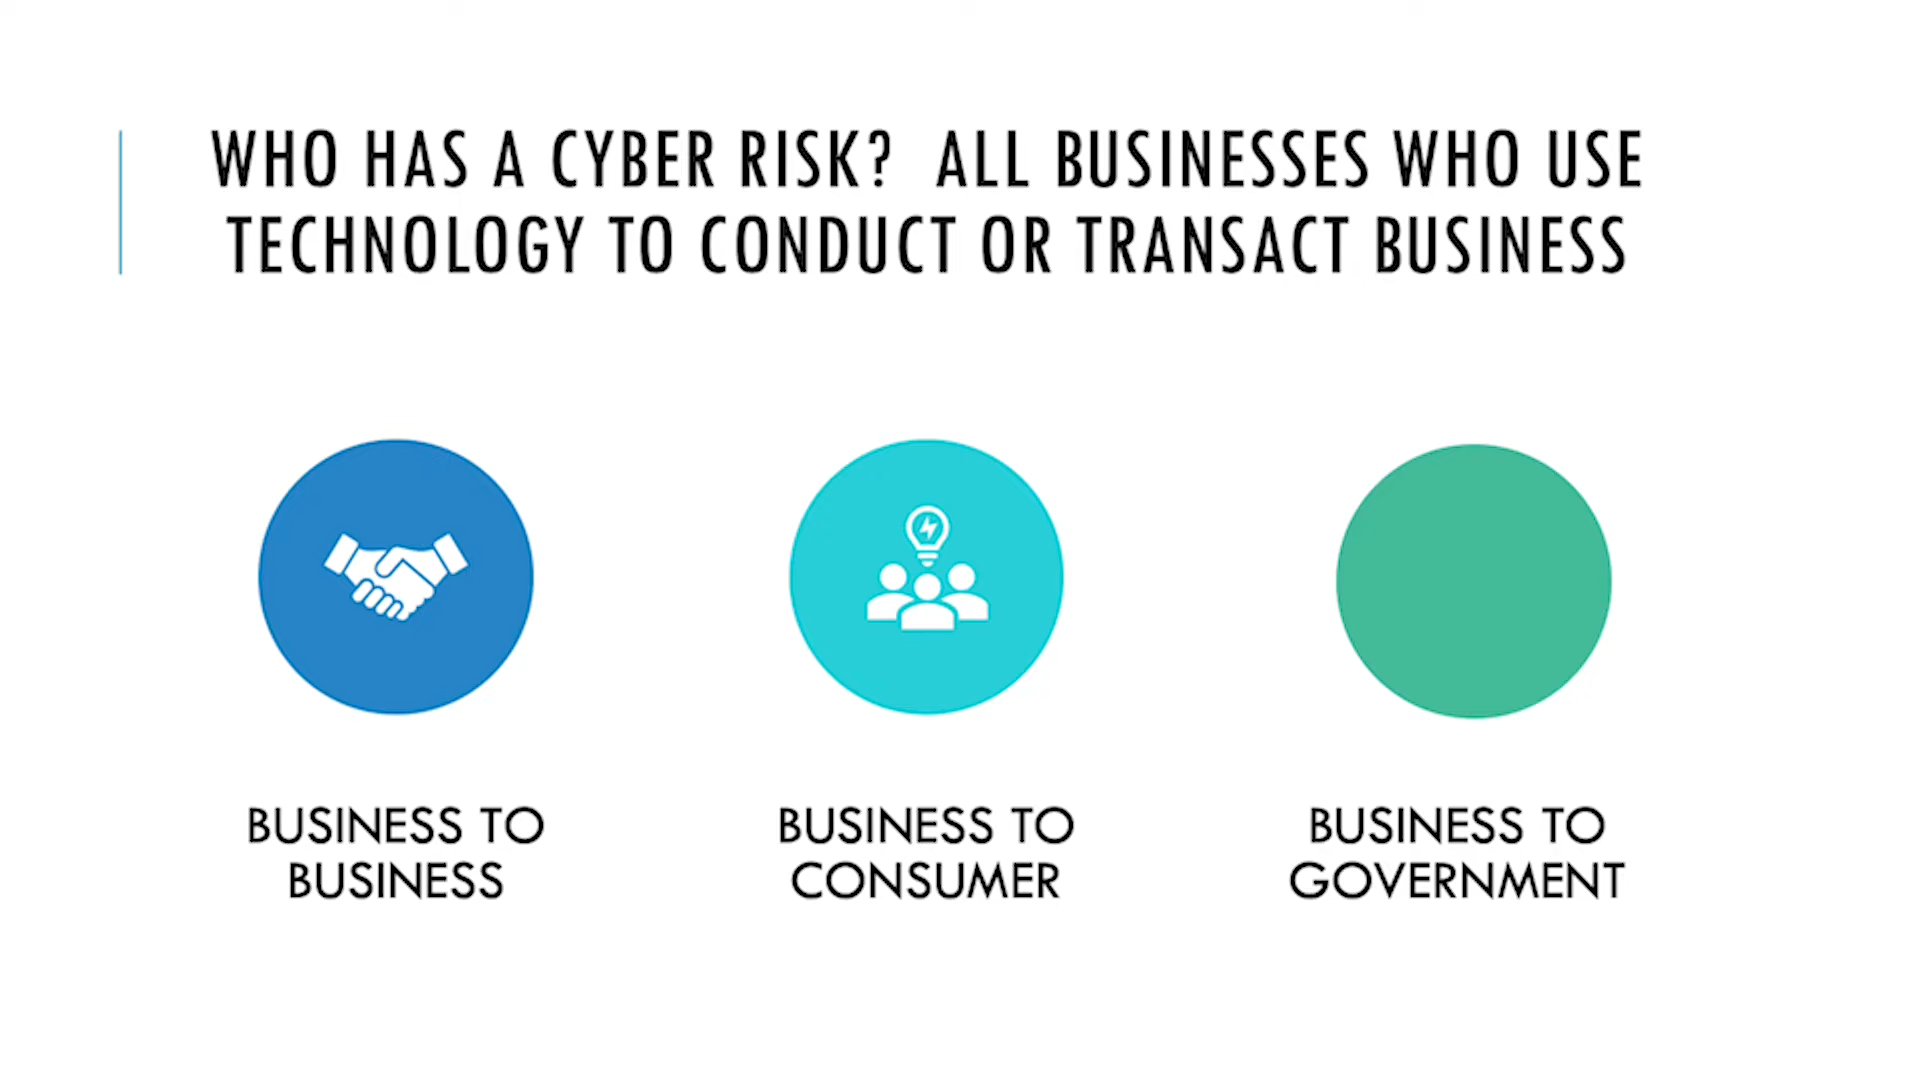 WHO HAS A CYBER RISK?  ALL BUSINESSES WHO USE
TECHNOLOGY TO CONDUCT OR TRANSACT BUSINESS
BUSINESS TO
BUSINESS
BUSINESS TO
CONSUMER
BUSINESS TO
GOVERNMENT